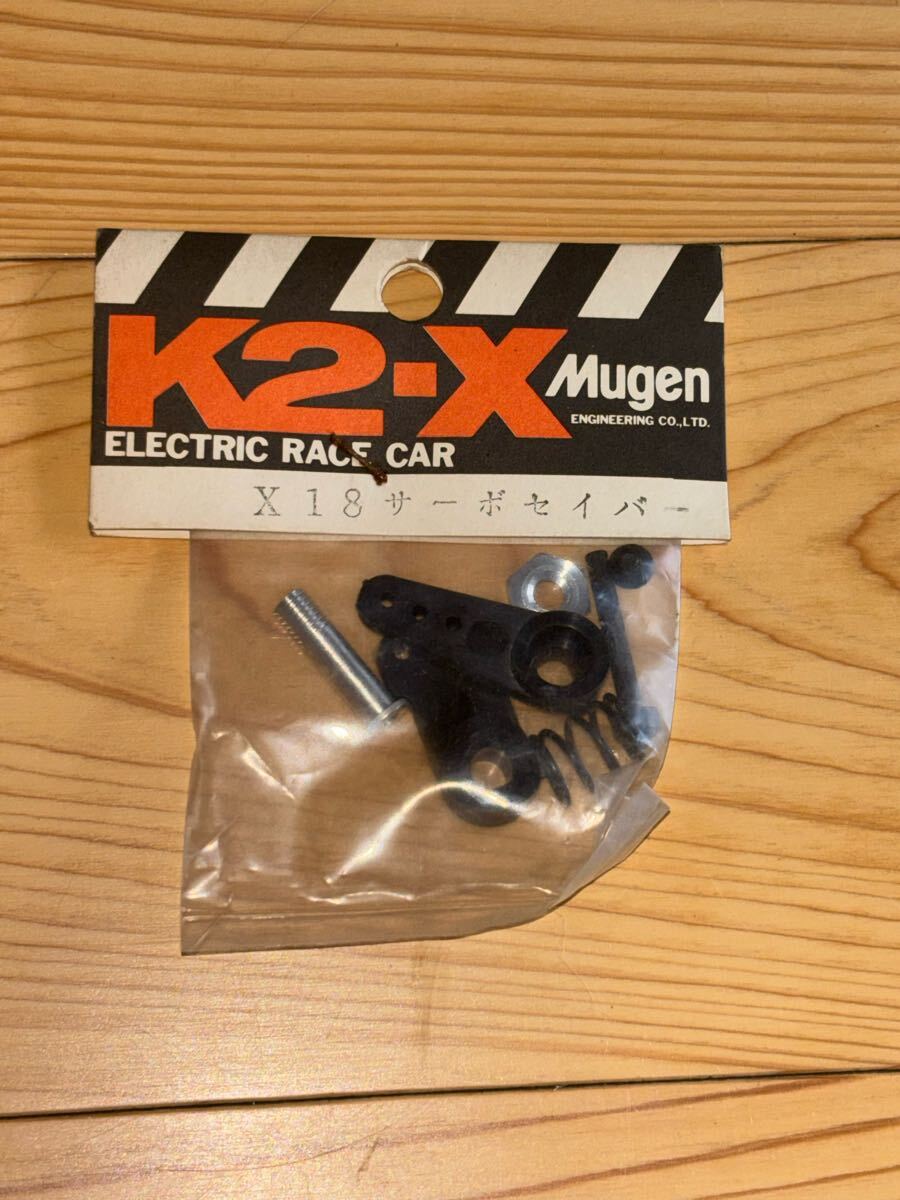 K2-X
Mugen
ENGINEERING CO.,LTD.
ELECTRIC RACE CAR
X18サーボセイバー